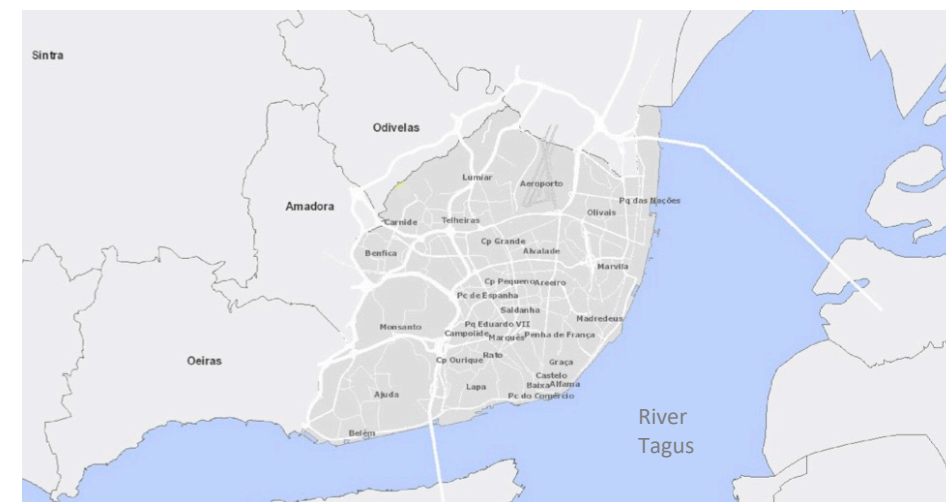 Sintra
Odivelas
Lumiar
Aeroporto
Amadora
Pq das Nações
Olivais
Carnide
Telheiras
Cp Grande
Alvalade
Benfica
Marvila
Cp Pequeno
Areeiro
Pc de Espanha
Saldanha
Madredeus
Monsanto
Pq Eduardo VII
Campolide
Marquês
Penha de França
Oeiras
Cp Ourique
Rato
Graça
Castelo
Lapa
Baixa
Alfama
Ajuda
Pc do Comércio
Belém
River
Tagus